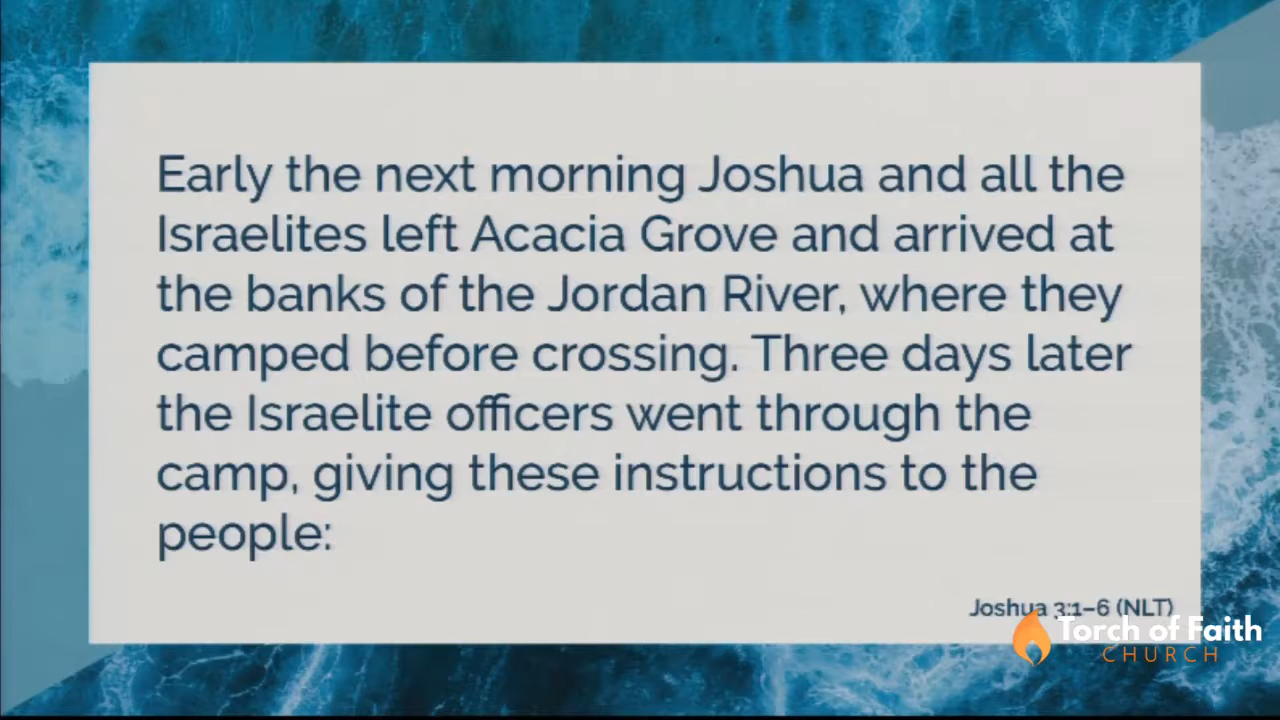 Early the next morning Joshua and all the
Israelites left Acacia Grove and arrived at
the banks of the Jordan River, where they
camped before crossing. Three days later
the Israelite officers went through the
camp, giving these instructions to the
people:
Joshua 3:1–6 (NLT)
Torch of Faith
CHURCH